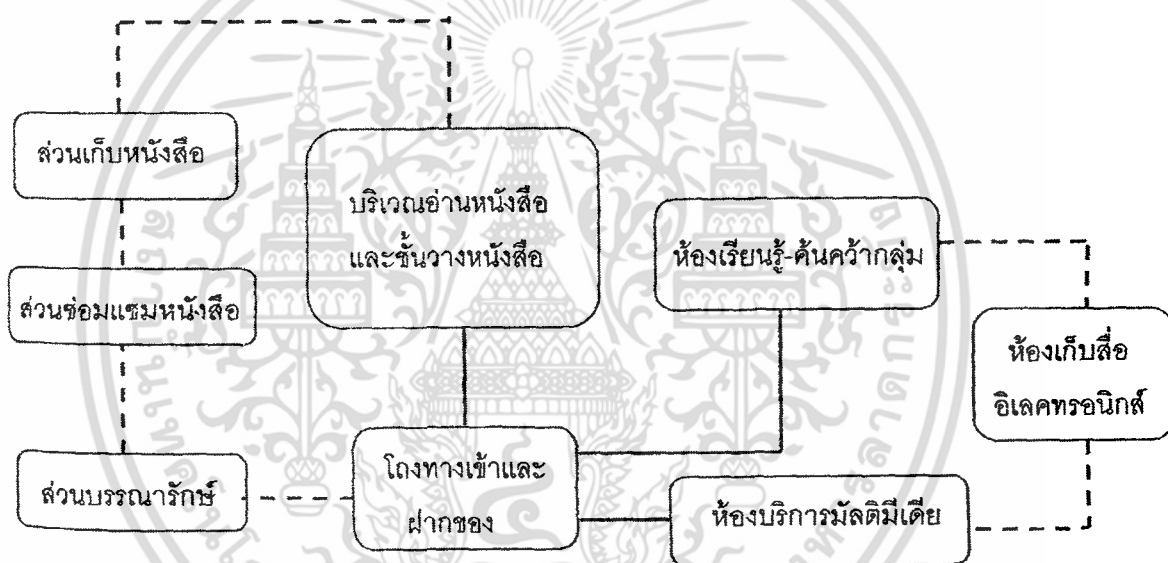 ส่วนเก็บหนังสือ
บริเวณอ่านหนังสือ
และชั้นวางหนังสือ
ห้องเรียนรู้-ค้นคว้ากลุ่ม
ส่วนซ่อมแซมหนังสือ
ห้องเก็บสื่อ
อิเลคทรอนิกส์
ส่วนบรรณารักษ์
โถงทางเข้าและ
ฝากของ
ห้องบริการมัลติมีเดีย